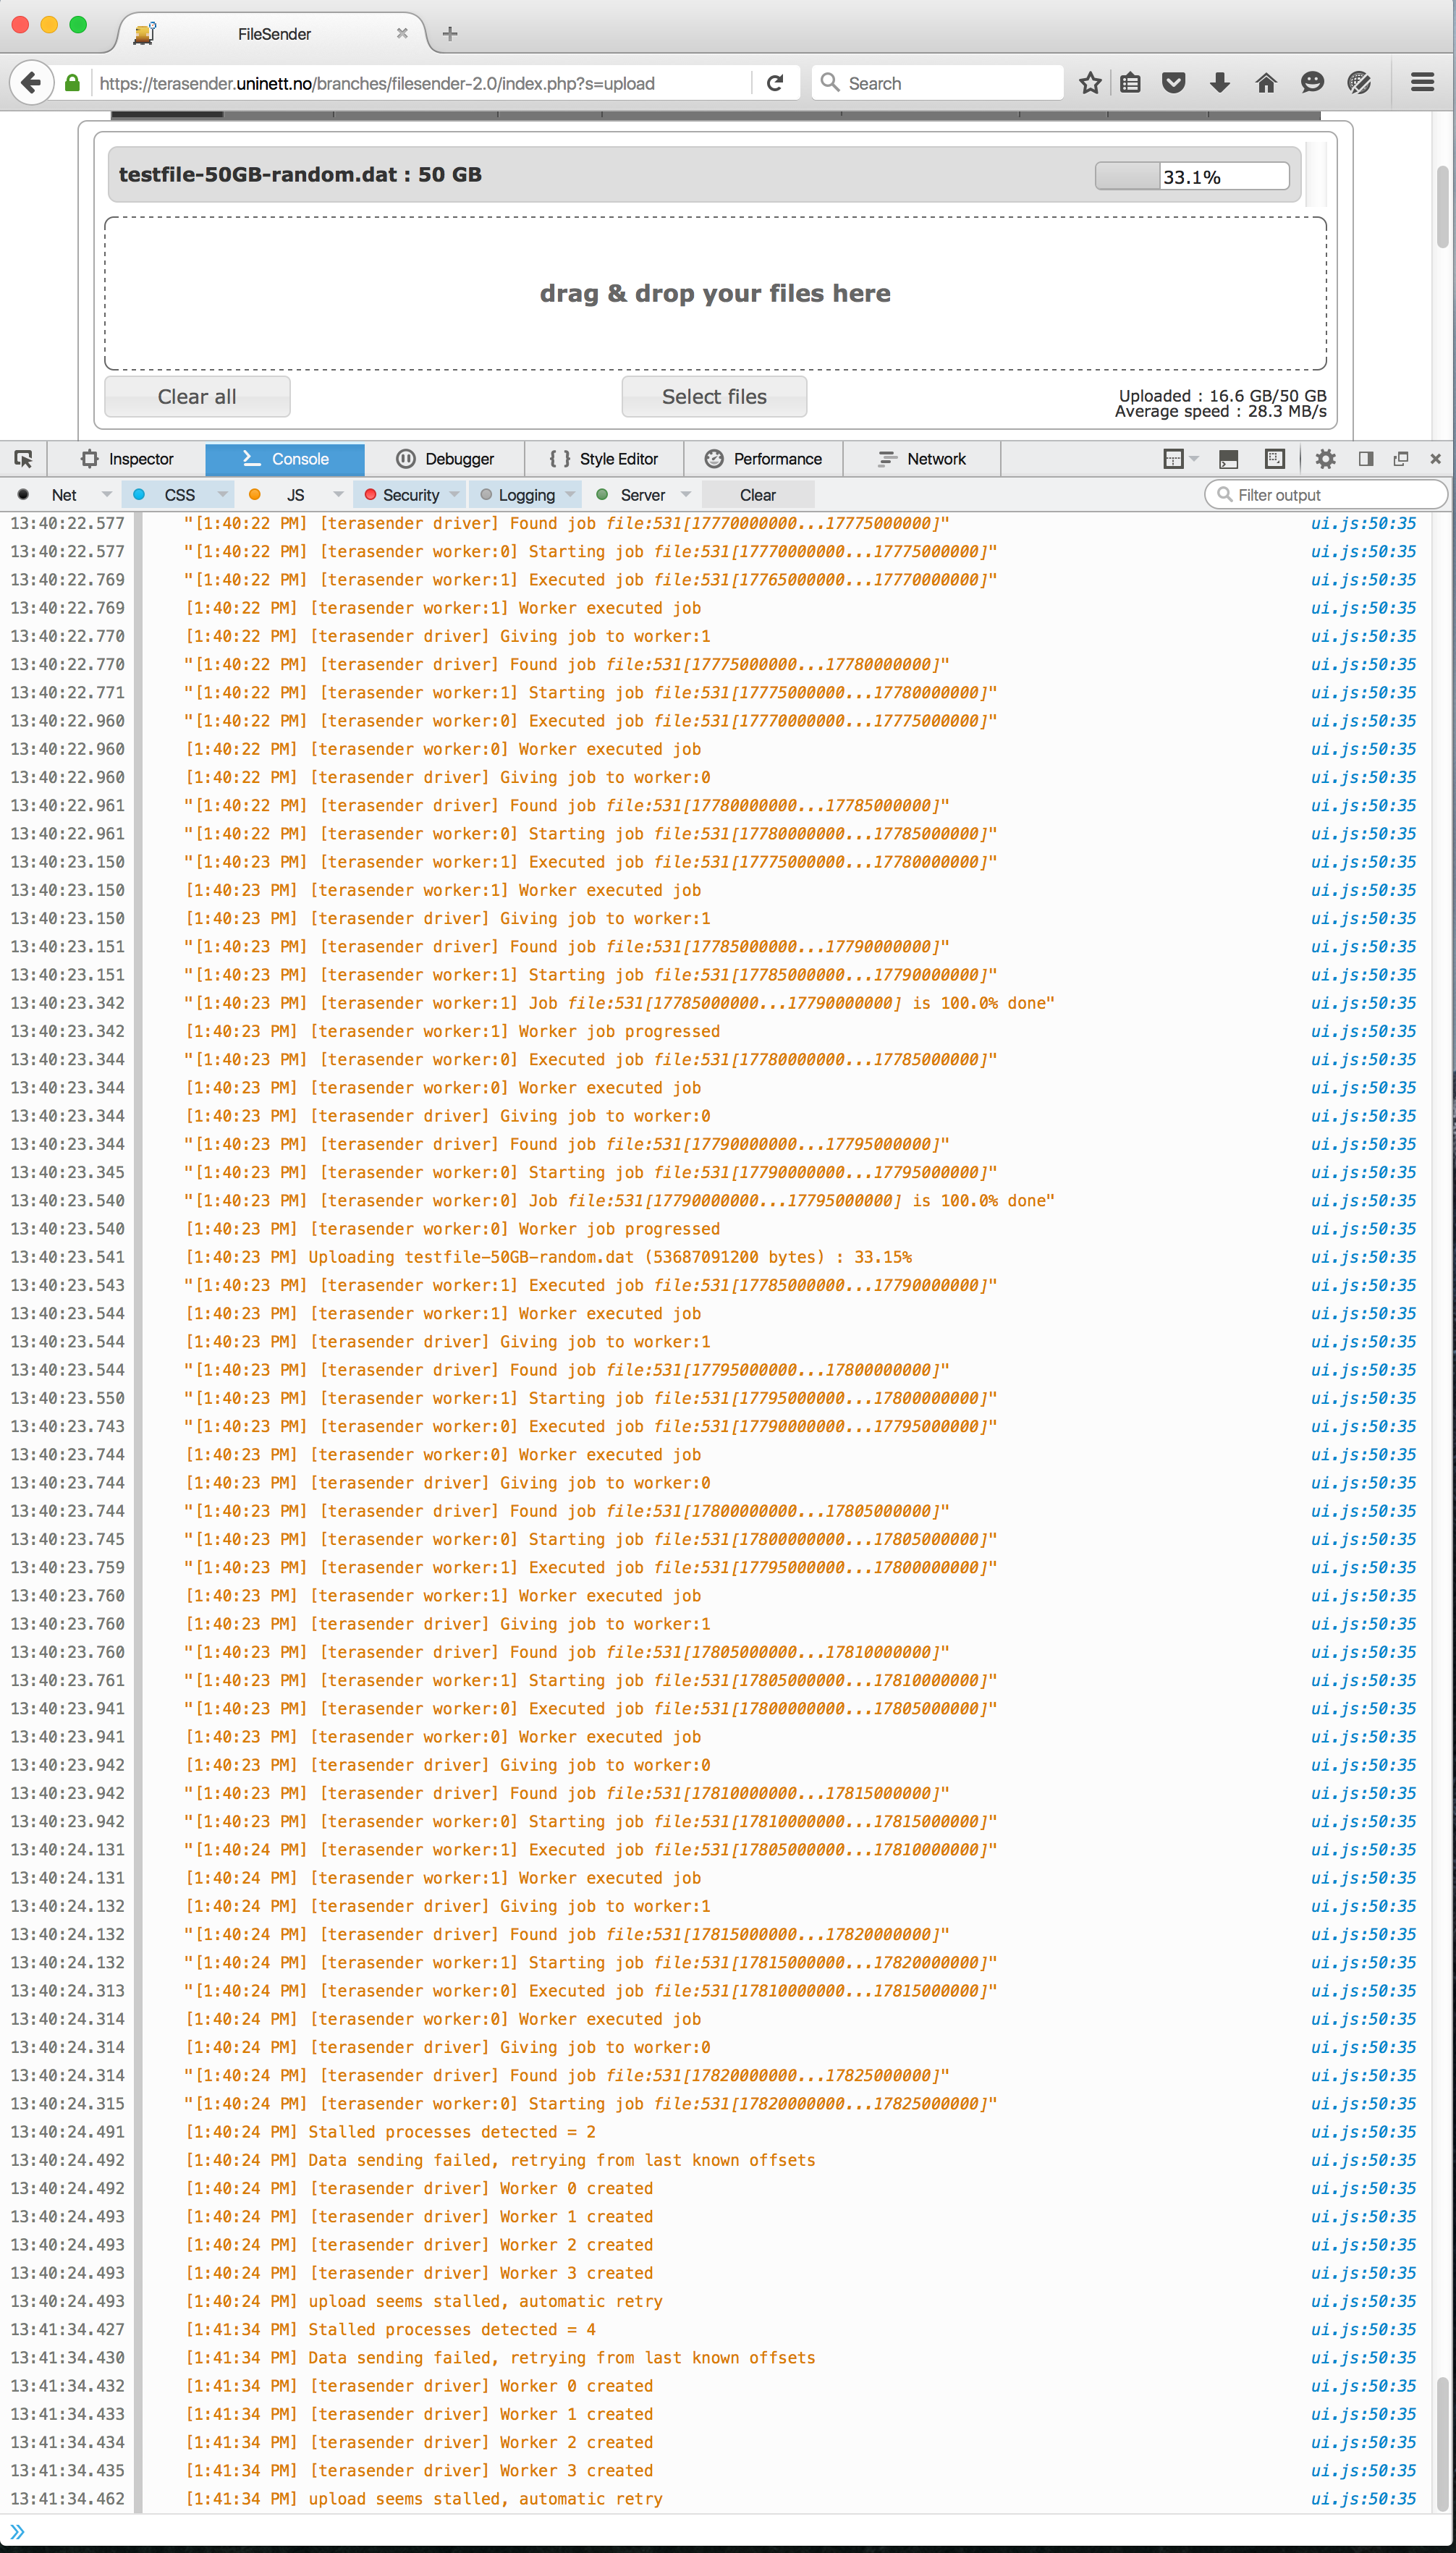 FileSender
https://terasender.uninett.no/branches/filesender-2.0/index.php?s=upload
Search
testfile-50GB-random.dat : 50 GB
33.1%
drag & drop your files here
Clear all
Select files
Uploaded : 16.6 GB/50 GB
Average speed : 28.3 MB/s
Inspector Console Debugger Style Editor Performance Network
Net CSS JS Security Logging Server Clear Filter output
13:40:22.577 "[1:40:22 PM] [terasender driver] Found job file:531[17770000000...17775000000]" ui.js:50:35
13:40:22.577 "[1:40:22 PM] [terasender worker:0] Starting job file:531[17770000000...17775000000]" ui.js:50:35
13:40:22.769 "[1:40:22 PM] [terasender worker:1] Executed job file:531[17765000000...17770000000]" ui.js:50:35
13:40:22.769 [1:40:22 PM] [terasender worker:1] Worker executed job ui.js:50:35
13:40:22.770 [1:40:22 PM] [terasender driver] Giving job to worker:1 ui.js:50:35
13:40:22.770 "[1:40:22 PM] [terasender driver] Found job file:531[17775000000...17780000000]" ui.js:50:35
13:40:22.771 "[1:40:22 PM] [terasender worker:1] Starting job file:531[17775000000...17780000000]" ui.js:50:35
13:40:22.960 "[1:40:22 PM] [terasender worker:0] Executed job file:531[17770000000...17775000000]" ui.js:50:35
13:40:22.960 [1:40:22 PM] [terasender worker:0] Worker executed job ui.js:50:35
13:40:22.960 [1:40:22 PM] [terasender driver] Giving job to worker:0 ui.js:50:35
13:40:22.961 "[1:40:22 PM] [terasender driver] Found job file:531[17780000000...17785000000]" ui.js:50:35
13:40:22.961 "[1:40:22 PM] [terasender worker:0] Starting job file:531[17780000000...17785000000]" ui.js:50:35
13:40:23.150 "[1:40:23 PM] [terasender worker:1] Executed job file:531[17775000000...17780000000]" ui.js:50:35
13:40:23.150 [1:40:23 PM] [terasender worker:1] Worker executed job ui.js:50:35
13:40:23.150 [1:40:23 PM] [terasender driver] Giving job to worker:1 ui.js:50:35
13:40:23.151 "[1:40:23 PM] [terasender driver] Found job file:531[17785000000...17790000000]" ui.js:50:35
13:40:23.151 "[1:40:23 PM] [terasender worker:1] Starting job file:531[17785000000...17790000000]" ui.js:50:35
13:40:23.342 "[1:40:23 PM] [terasender worker:1] Job file:531[17785000000...17790000000] is 100.0% done" ui.js:50:35
13:40:23.342 [1:40:23 PM] [terasender worker:1] Worker job progressed ui.js:50:35
13:40:23.344 "[1:40:23 PM] [terasender worker:0] Executed job file:531[17780000000...17785000000]" ui.js:50:35
13:40:23.344 [1:40:23 PM] [terasender worker:0] Worker executed job ui.js:50:35
13:40:23.344 [1:40:23 PM] [terasender driver] Giving job to worker:0 ui.js:50:35
13:40:23.344 "[1:40:23 PM] [terasender driver] Found job file:531[17790000000...17795000000]" ui.js:50:35
13:40:23.345 "[1:40:23 PM] [terasender worker:0] Starting job file:531[17790000000...17795000000]" ui.js:50:35
13:40:23.540 "[1:40:23 PM] [terasender worker:0] Job file:531[17790000000...17795000000] is 100.0% done" ui.js:50:35
13:40:23.540 [1:40:23 PM] [terasender worker:0] Worker job progressed ui.js:50:35
13:40:23.541 [1:40:23 PM] Uploading testfile-50GB-random.dat (53687091200 bytes) : 33.15% ui.js:50:35
13:40:23.543 "[1:40:23 PM] [terasender worker:1] Executed job file:531[17785000000...17790000000]" ui.js:50:35
13:40:23.544 [1:40:23 PM] [terasender worker:1] Worker executed job ui.js:50:35
13:40:23.544 [1:40:23 PM] [terasender driver] Giving job to worker:1 ui.js:50:35
13:40:23.544 "[1:40:23 PM] [terasender driver] Found job file:531[17795000000...17800000000]" ui.js:50:35
13:40:23.550 "[1:40:23 PM] [terasender worker:1] Starting job file:531[17795000000...17800000000]" ui.js:50:35
13:40:23.743 "[1:40:23 PM] [terasender worker:0] Executed job file:531[17790000000...17795000000]" ui.js:50:35
13:40:23.744 [1:40:23 PM] [terasender worker:0] Worker executed job ui.js:50:35
13:40:23.744 [1:40:23 PM] [terasender driver] Giving job to worker:0 ui.js:50:35
13:40:23.744 "[1:40:23 PM] [terasender driver] Found job file:531[17800000000...17805000000]" ui.js:50:35
13:40:23.745 "[1:40:23 PM] [terasender worker:0] Starting job file:531[17800000000...17805000000]" ui.js:50:35
13:40:23.759 "[1:40:23 PM] [terasender worker:1] Executed job file:531[17795000000...17800000000]" ui.js:50:35
13:40:23.760 [1:40:23 PM] [terasender worker:1] Worker executed job ui.js:50:35
13:40:23.760 [1:40:23 PM] [terasender driver] Giving job to worker:1 ui.js:50:35
13:40:23.760 "[1:40:23 PM] [terasender driver] Found job file:531[17805000000...17810000000]" ui.js:50:35
13:40:23.761 "[1:40:23 PM] [terasender worker:1] Starting job file:531[17805000000...17810000000]" ui.js:50:35
13:40:23.941 "[1:40:23 PM] [terasender worker:0] Executed job file:531[17800000000...17805000000]" ui.js:50:35
13:40:23.941 [1:40:23 PM] [terasender worker:0] Worker executed job ui.js:50:35
13:40:23.942 [1:40:23 PM] [terasender driver] Giving job to worker:0 ui.js:50:35
13:40:23.942 "[1:40:23 PM] [terasender driver] Found job file:531[17810000000...17815000000]" ui.js:50:35
13:40:23.942 "[1:40:23 PM] [terasender worker:0] Starting job file:531[17810000000...17815000000]" ui.js:50:35
13:40:24.131 "[1:40:24 PM] [terasender worker:1] Executed job file:531[17805000000...17810000000]" ui.js:50:35
13:40:24.131 [1:40:24 PM] [terasender worker:1] Worker executed job ui.js:50:35
13:40:24.132 [1:40:24 PM] [terasender driver] Giving job to worker:1 ui.js:50:35
13:40:24.132 "[1:40:24 PM] [terasender driver] Found job file:531[17815000000...17820000000]" ui.js:50:35
13:40:24.132 "[1:40:24 PM] [terasender worker:1] Starting job file:531[17815000000...17820000000]" ui.js:50:35
13:40:24.313 "[1:40:24 PM] [terasender worker:0] Executed job file:531[17810000000...17815000000]" ui.js:50:35
13:40:24.314 [1:40:24 PM] [terasender worker:0] Worker executed job ui.js:50:35
13:40:24.314 [1:40:24 PM] [terasender driver] Giving job to worker:0 ui.js:50:35
13:40:24.314 "[1:40:24 PM] [terasender driver] Found job file:531[17820000000...17825000000]" ui.js:50:35
13:40:24.315 "[1:40:24 PM] [terasender worker:0] Starting job file:531[17820000000...17825000000]" ui.js:50:35
13:40:24.491 [1:40:24 PM] Stalled processes detected = 2 ui.js:50:35
13:40:24.492 [1:40:24 PM] Data sending failed, retrying from last known offsets ui.js:50:35
13:40:24.492 [1:40:24 PM] [terasender driver] Worker 0 created ui.js:50:35
13:40:24.493 [1:40:24 PM] [terasender driver] Worker 1 created ui.js:50:35
13:40:24.493 [1:40:24 PM] [terasender driver] Worker 2 created ui.js:50:35
13:40:24.493 [1:40:24 PM] [terasender driver] Worker 3 created ui.js:50:35
13:40:24.493 [1:40:24 PM] upload seems stalled, automatic retry ui.js:50:35
13:41:34.427 [1:41:34 PM] Stalled processes detected = 4 ui.js:50:35
13:41:34.430 [1:41:34 PM] Data sending failed, retrying from last known offsets ui.js:50:35
13:41:34.432 [1:41:34 PM] [terasender driver] Worker 0 created ui.js:50:35
13:41:34.433 [1:41:34 PM] [terasender driver] Worker 1 created ui.js:50:35
13:41:34.434 [1:41:34 PM] [terasender driver] Worker 2 created ui.js:50:35
13:41:34.435 [1:41:34 PM] [terasender driver] Worker 3 created ui.js:50:35
13:41:34.462 [1:41:34 PM] upload seems stalled, automatic retry ui.js:50:35